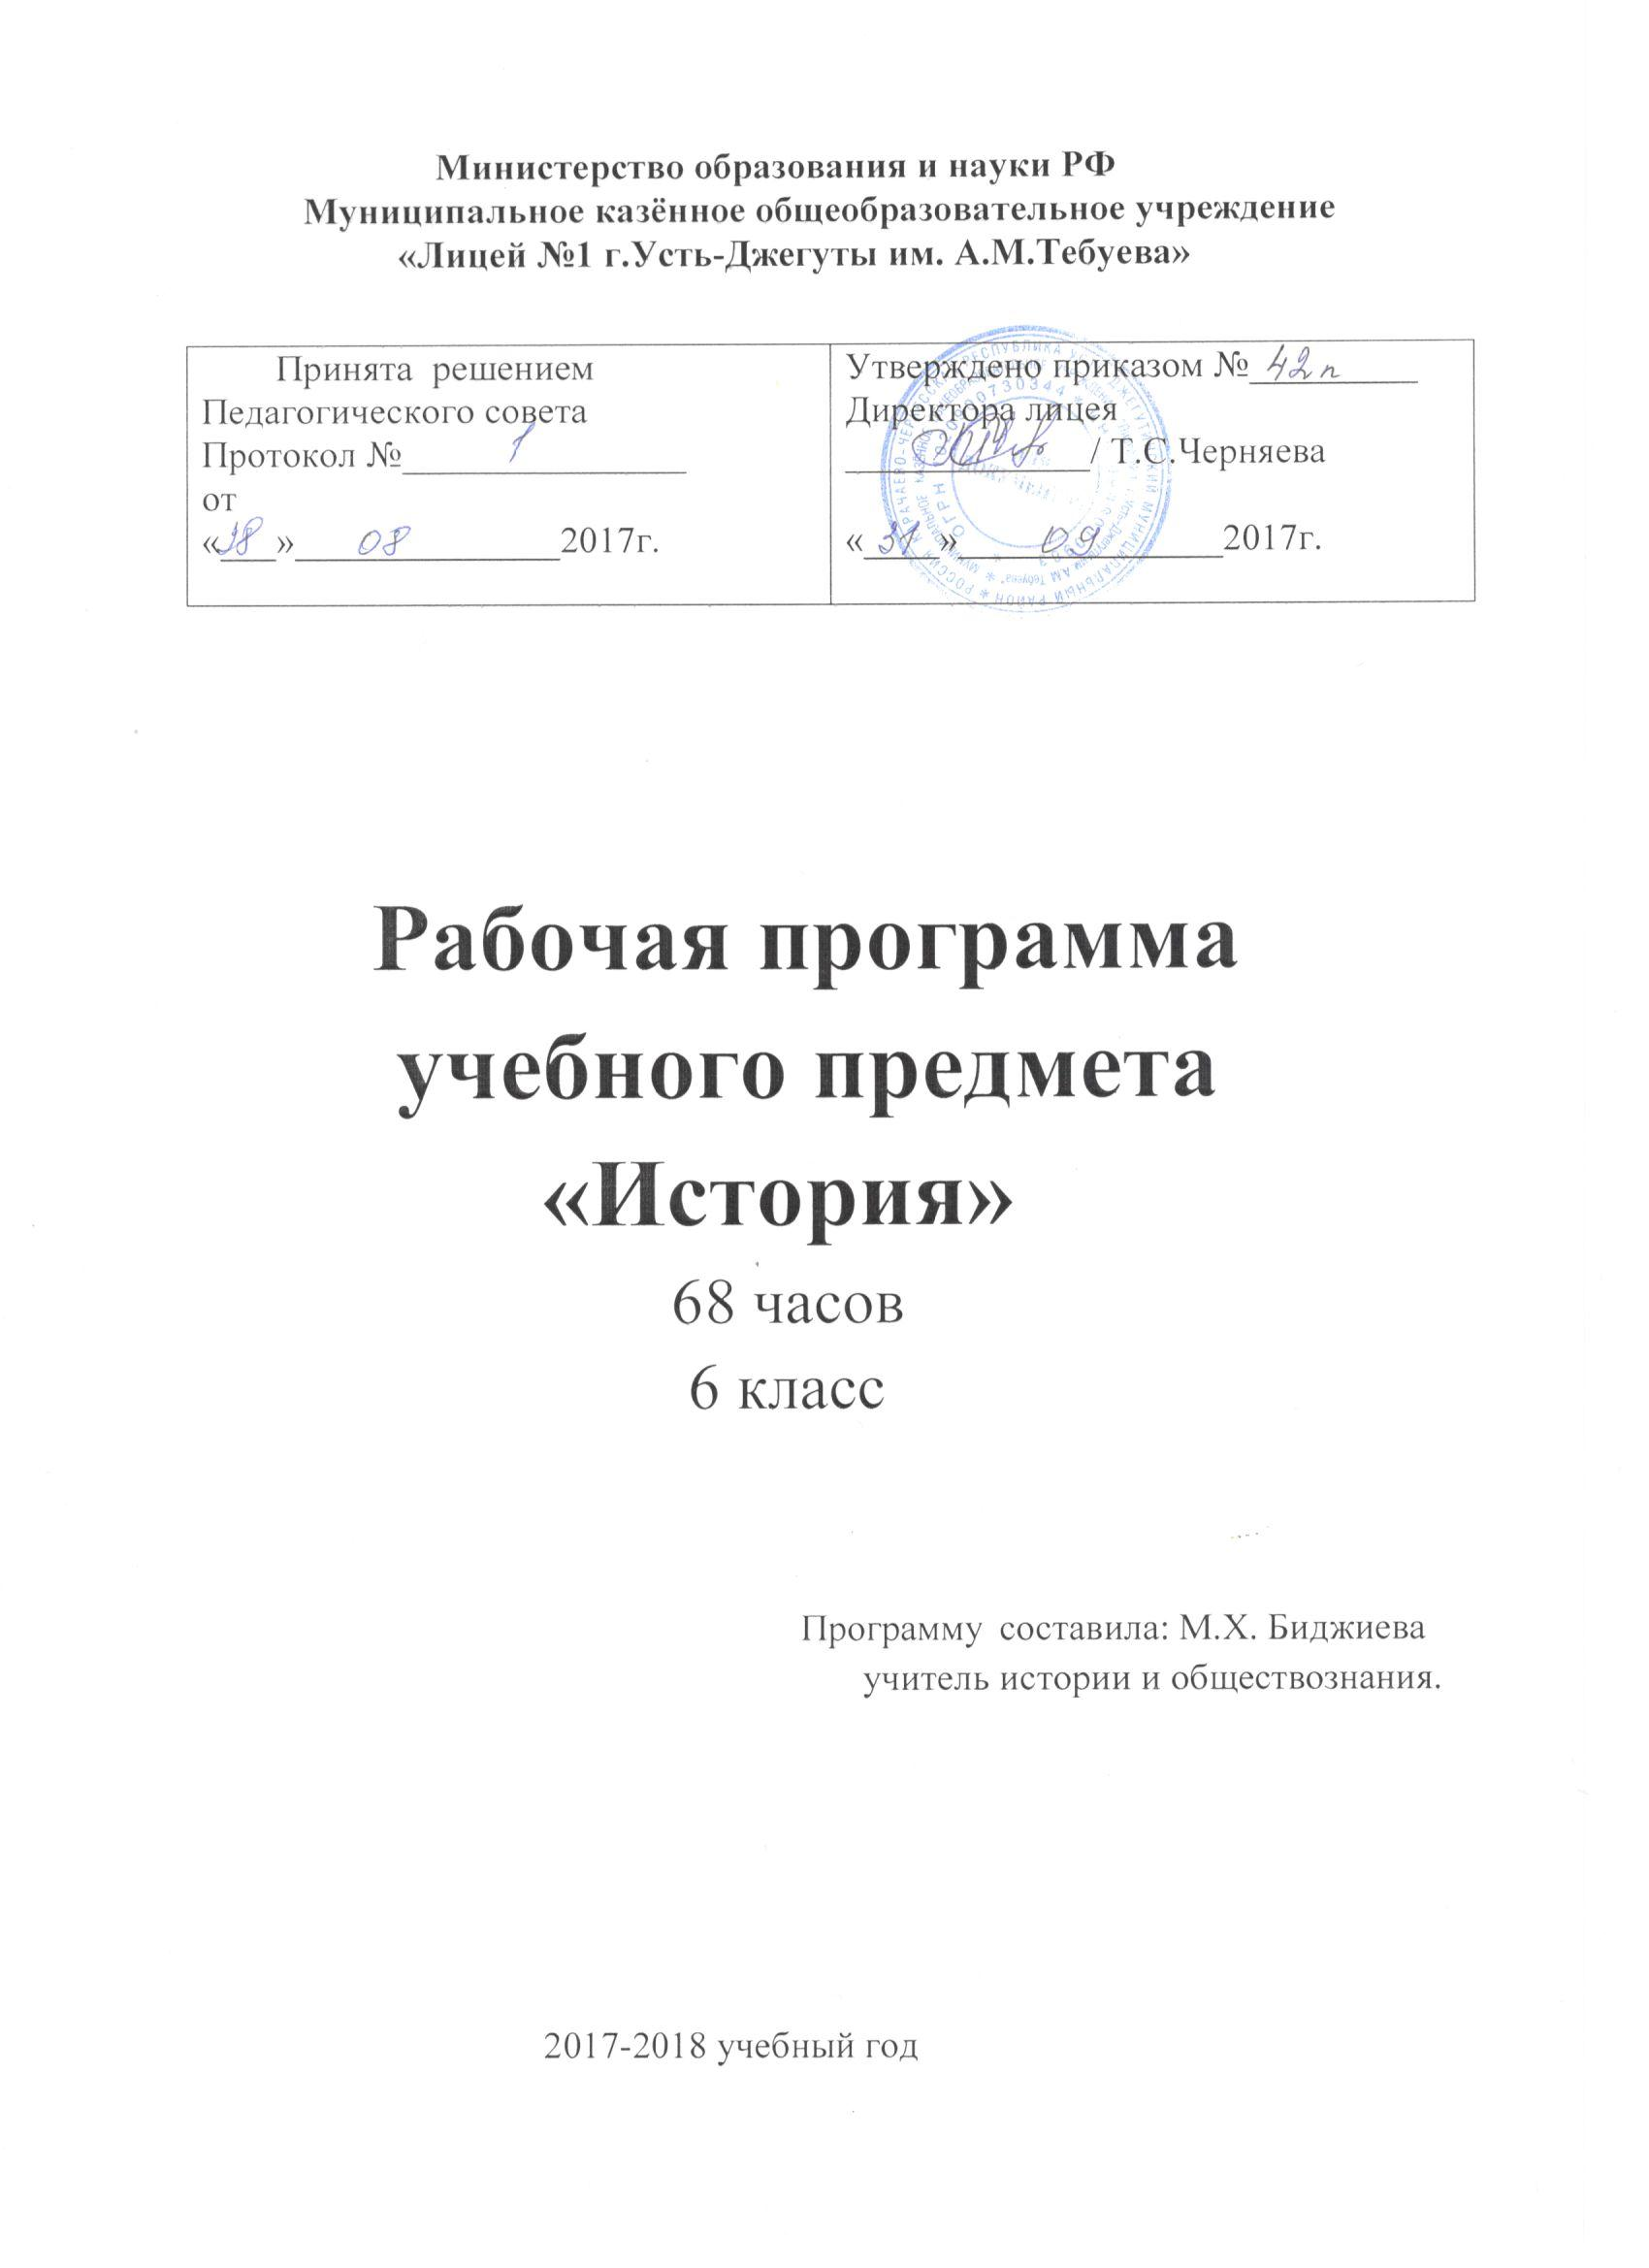 Министерство образования и науки РФ
Муниципальное казённое общеобразовательное учреждение
«Лицей №1 г.Усть-Джегуты им. А.М.Тебуева»
Принята решением
Педагогического совета
Протокол № 1
от
« » 08 2017г.
Утверждено приказом № 42п
Директора лицея
/ Т.С.Черняева
«31» 09 2017г.
Рабочая программа
учебного предмета
«История»
68 часов
6 класс
Программу составила: М.Х. Биджиева
учитель истории и обществознания.
2017-2018 учебный год